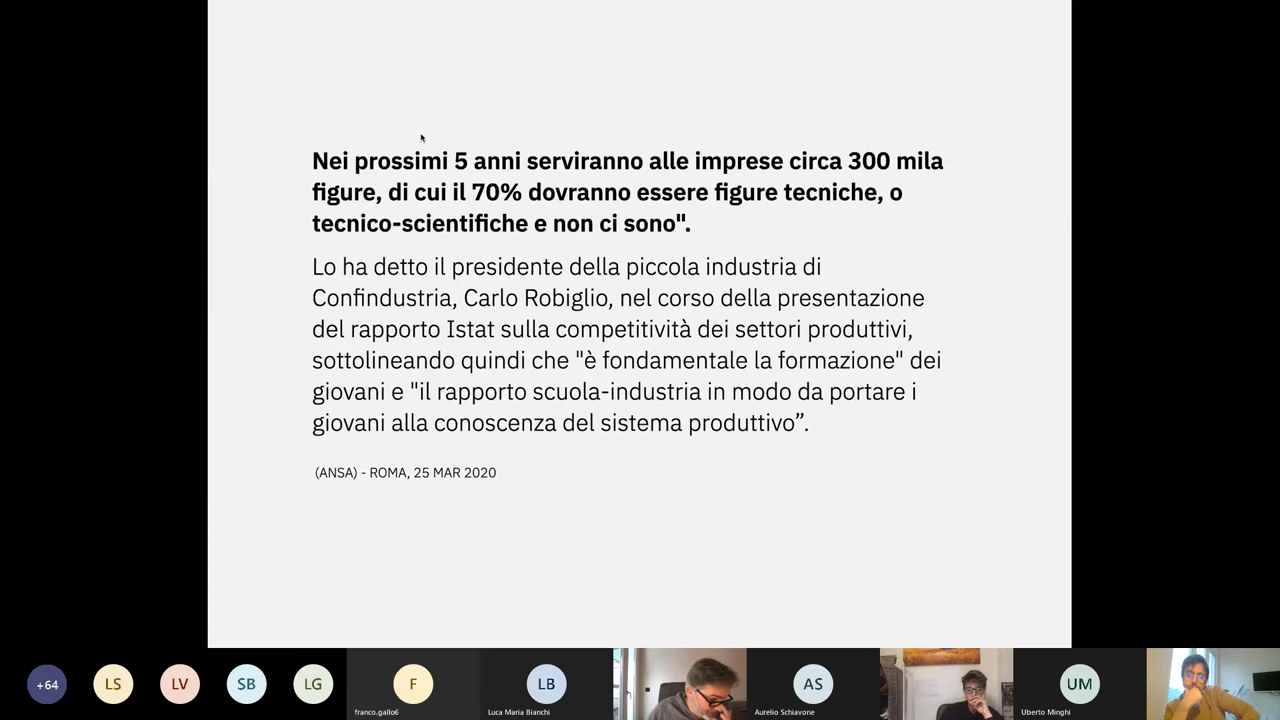 Nei prossimi 5 anni serviranno alle imprese circa 300 mila
figure, di cui il 70% dovranno essere figure tecniche, o
tecnico-scientifiche e non ci sono".
Lo ha detto il presidente della piccola industria di
Confindustria, Carlo Robiglio, nel corso della presentazione
del rapporto Istat sulla competitività dei settori produttivi,
sottolineando quindi che "è fondamentale la formazione" dei
giovani e "il rapporto scuola-industria in modo da portare i
giovani alla conoscenza del sistema produttivo”.
(ANSA) - ROMA, 25 MAR 2020
+64
LS
LV
SB
LG
F
franco.gallo6
LB
Luca Maria Bianchi
AS
Aurelio Schiavone
UM
Uberto Minghi